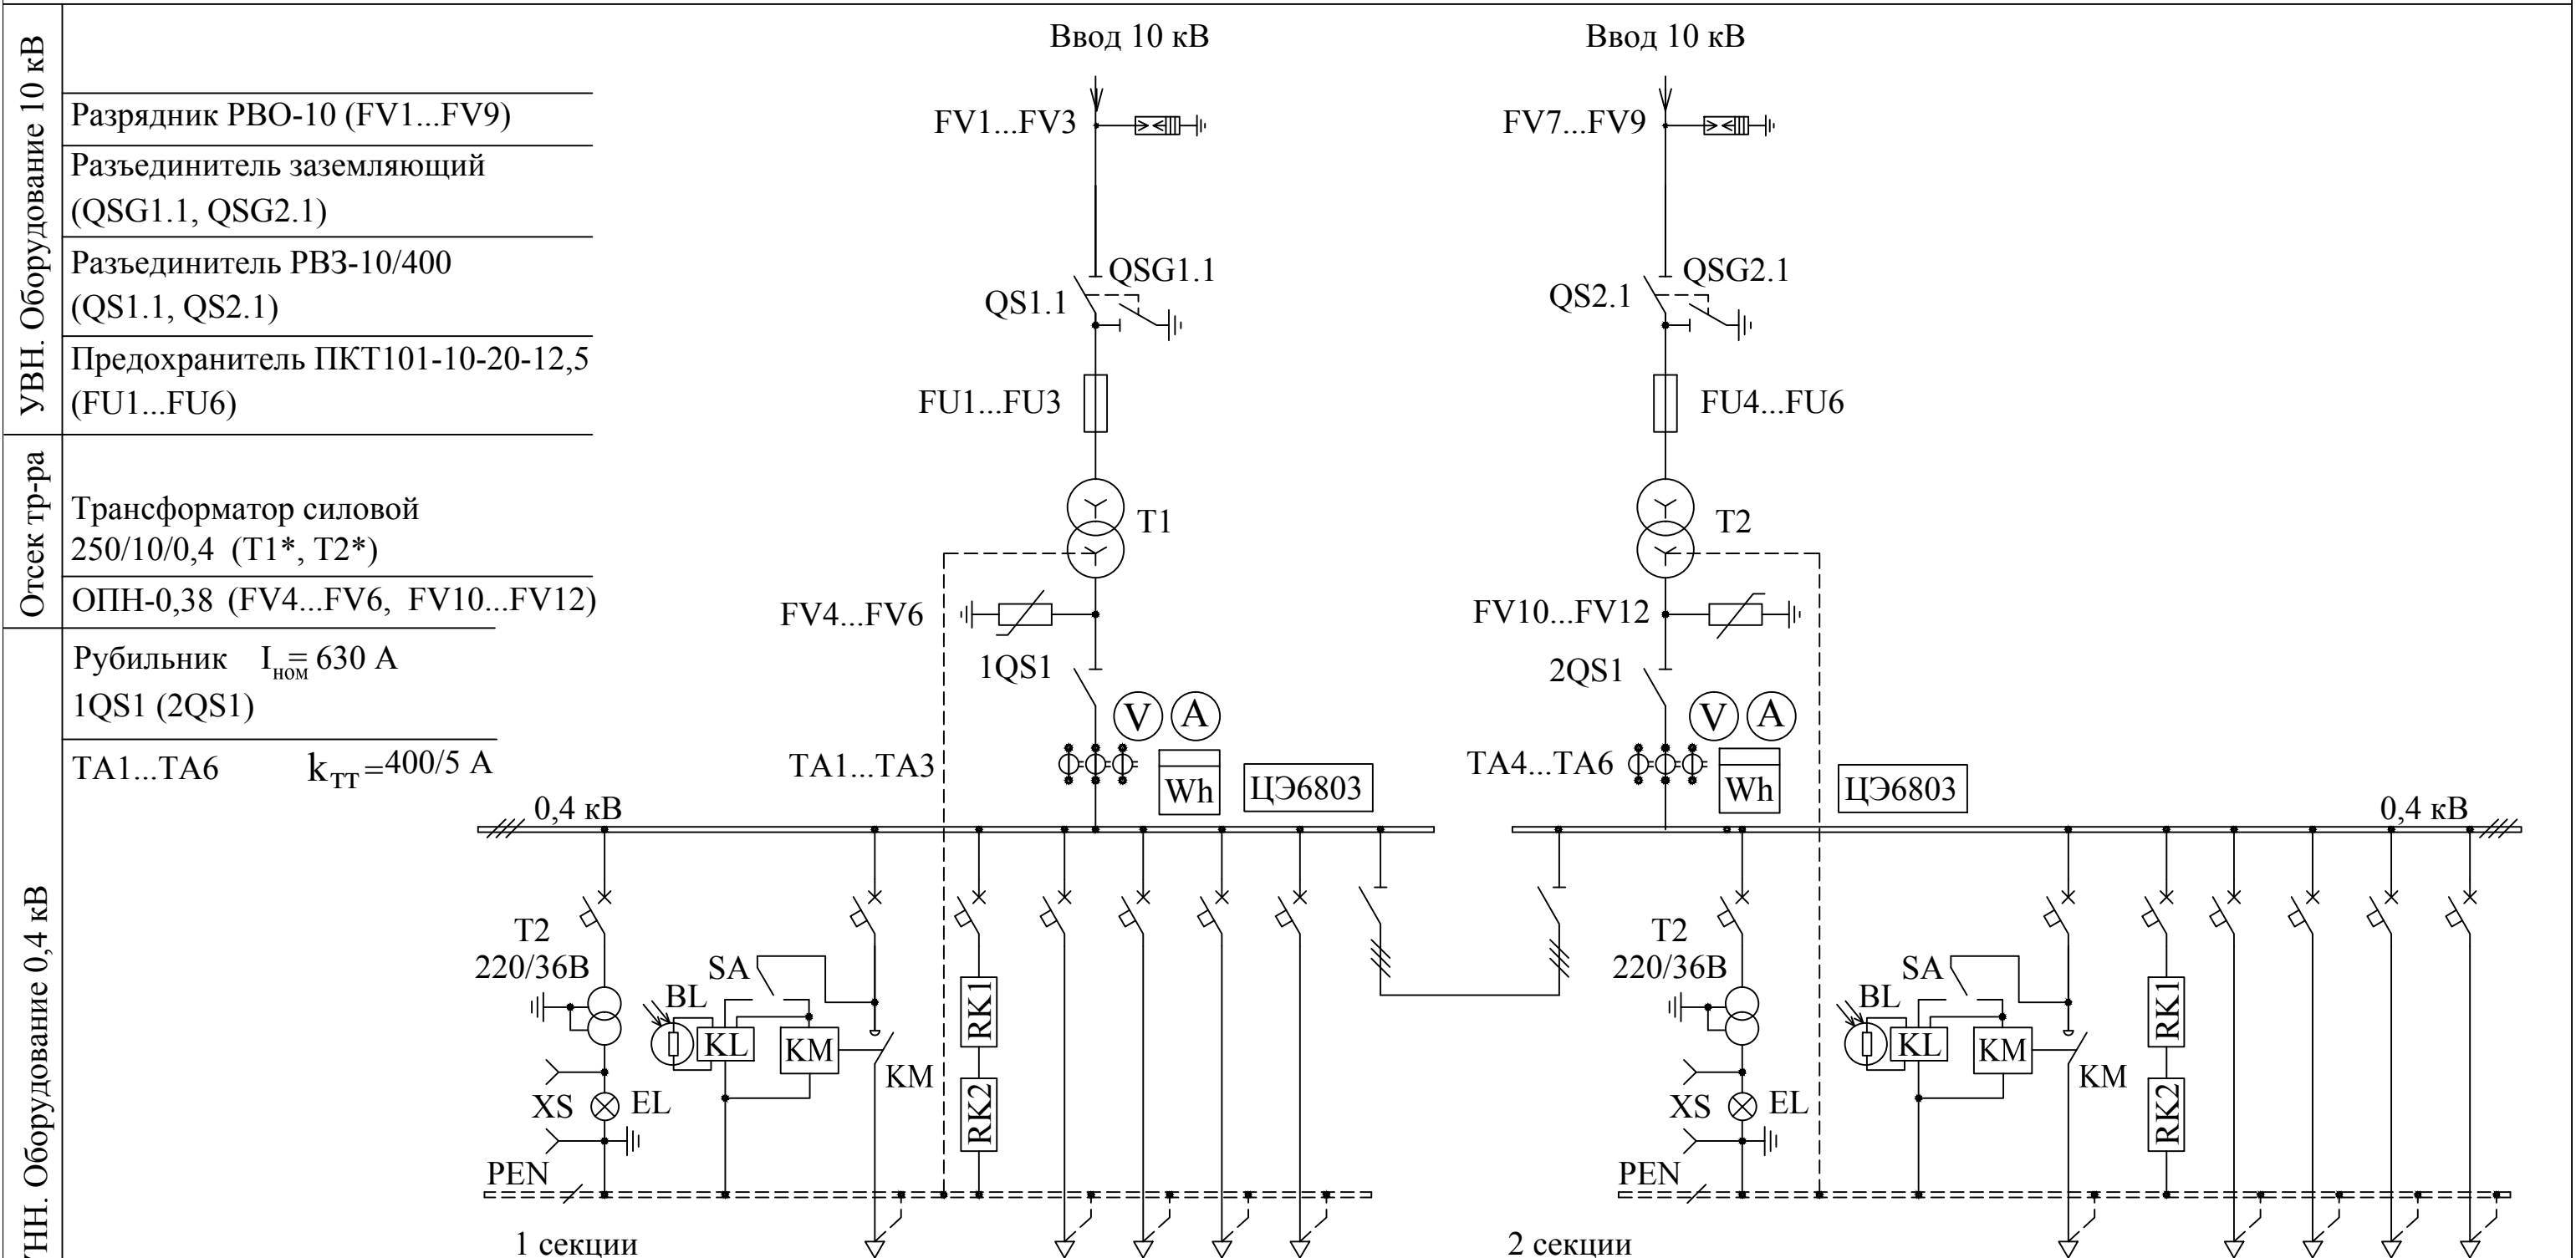 УВН. Оборудование 10 кВ
Разрядник РВО-10 (FV1...FV9)
Разъединитель заземляющий
(QSG1.1, QSG2.1)
Разъединитель РВЗ-10/400
(QS1.1, QS2.1)
Предохранитель ПКТ101-10-20-12,5
(FU1...FU6)
Отсек тр-ра
Трансформатор силовой
250/10/0,4 (Т1*, Т2*)
ОПН-0,38 (FV4...FV6, FV10...FV12)
Рубильник Iном= 630 А
1QS1 (2QS1)
ТА1...ТА6 kТТ=400/5 А
УНН. Оборудование 0,4 кВ
Ввод 10 кВ
FV1...FV3
QSG1.1
QS1.1
FU1...FU3
Т1
FV4...FV6
1QS1
V A
ТА1...ТА3
Wh
ЦЭ6803
0,4 кВ
Т2
220/36В
SA
BL
KL
KM
KM
RK1
RK2
XS
EL
PEN
1 секции
Ввод 10 кВ
FV7...FV9
QSG2.1
QS2.1
FU4...FU6
Т2
FV10...FV12
2QS1
V A
ТА4...ТА6
Wh
ЦЭ6803
0,4 кВ
Т2
220/36В
SA
BL
KL
KM
KM
RK1
RK2
XS
EL
PEN
2 секции